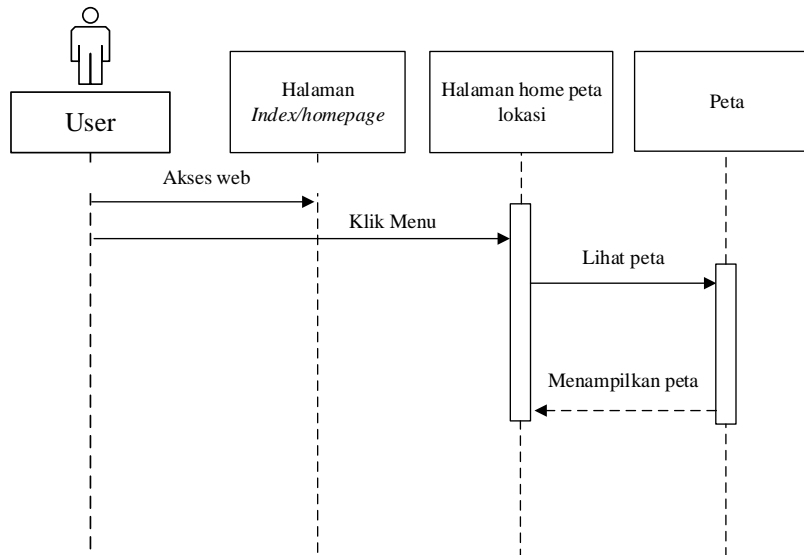 User
Halaman
Index/homepage
Halaman home peta
lokasi
Peta
Akses web
Klik Menu
Lihat peta
Menampilkan peta